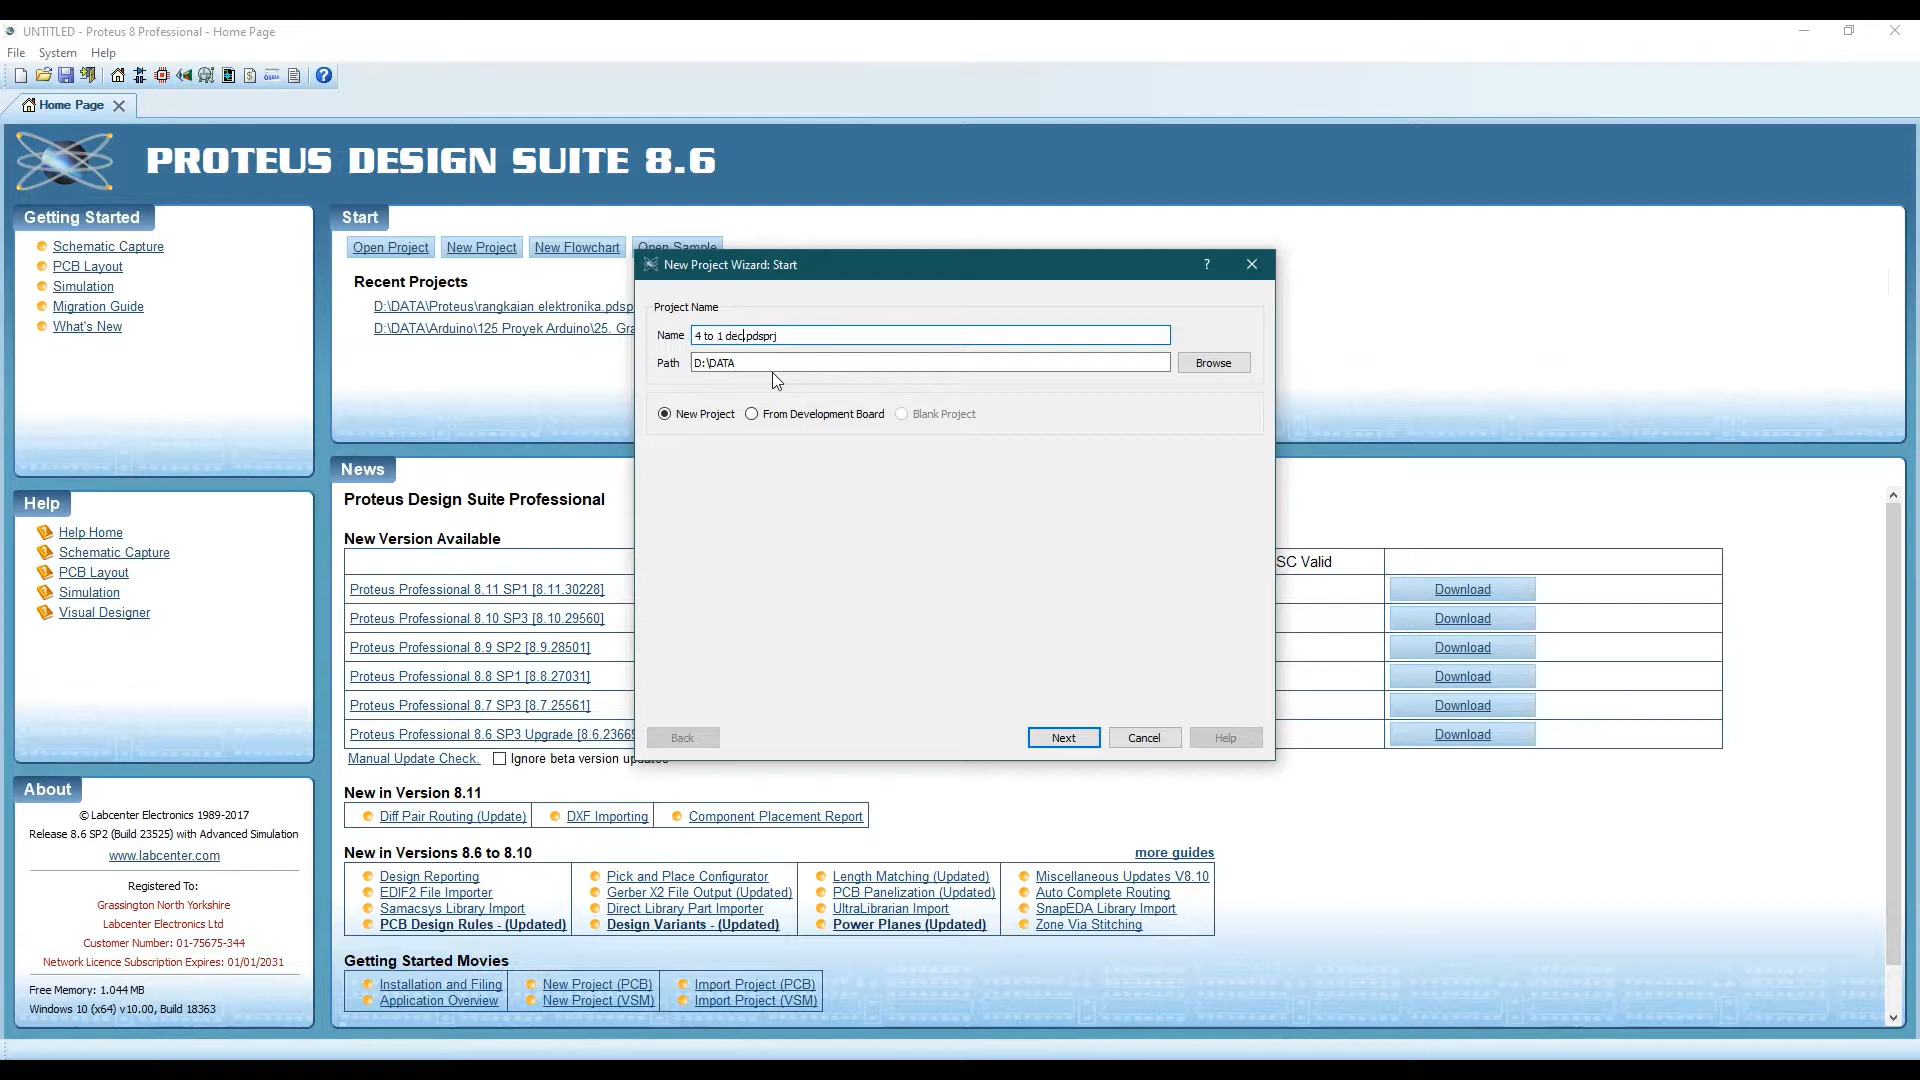 UNTITLED - Proteus 8 Professional - Home Page
File System Help
Home Page
PROTEUS DESIGN SUITE 8.6
Getting Started
Schematic Capture
PCB Layout
Simulation
Migration Guide
What's New
Start
Open Project New Project New Flowchart Open Sample
Recent Projects
D:\DATA\Proteus\rangkaian elektronika.pdsp
D:\DATA\Arduino\125 Proyek Arduino\25. Gra
New Project Wizard: Start
Project Name
Name 4 to 1 dec.pdsprj
Path D:\DATA Browse
New Project From Development Board Blank Project
Back Next Cancel Help
Help
Help Home
Schematic Capture
PCB Layout
Simulation
Visual Designer
News
Proteus Design Suite Professional
New Version Available
SC Valid
Proteus Professional 8.11 SP1 [8.11.30228] Download
Proteus Professional 8.10 SP3 [8.10.29560] Download
Proteus Professional 8.9 SP2 [8.9.28501] Download
Proteus Professional 8.8 SP1 [8.8.27031] Download
Proteus Professional 8.7 SP3 [8.7.25561] Download
Proteus Professional 8.6 SP3 Upgrade [8.6.2366 Download
Manual Update Check. Ignore beta version updates
New in Version 8.11
Diff Pair Routing (Update) DXF Importing Component Placement Report
New in Versions 8.6 to 8.10 more guides
Design Reporting Pick and Place Configurator Length Matching (Updated) Miscellaneous Updates V8.10
EDIF2 File Importer Gerber X2 File Output (Updated) PCB Panelization (Updated) Auto Complete Routing
Samacsys Library Import Direct Library Part Importer UltraLibrarian Import SnapEDA Library Import
PCB Design Rules - (Updated) Design Variants - (Updated) Power Planes (Updated) Zone Via Stitching
Getting Started Movies
Installation and Filing New Project (PCB) Import Project (PCB)
Application Overview New Project (VSM) Import Project (VSM)
About
© Labcenter Electronics 1989-2017
Release 8.6 SP2 (Build 23525) with Advanced Simulation
www.labcenter.com
Registered To:
Grassington North Yorkshire
Labcenter Electronics Ltd
Customer Number: 01-75675-344
Network Licence Subscription Expires: 01/01/2031
Free Memory: 1.044 MB
Windows 10 (x64) v10.00, Build 18363